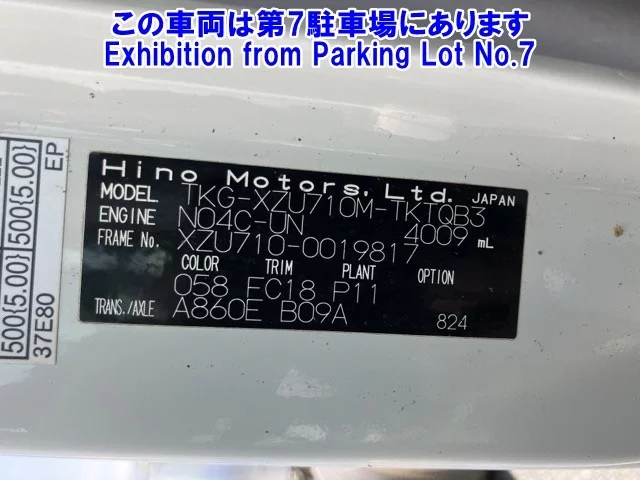 この車両は第7駐車場にあります
Exhibition from Parking Lot No.7
Hino Motors, Ltd. JAPAN
MODEL TKG-XZU710M-TKTQB3
ENGINE N04C-UN 4009 mL
FRAME No. XZU710-0019817
COLOR TRIM PLANT OPTION
058 FC18 P11
TRANS./AXLE A860E B09A 824
500{5.00} 500{5.00} EP
37E80